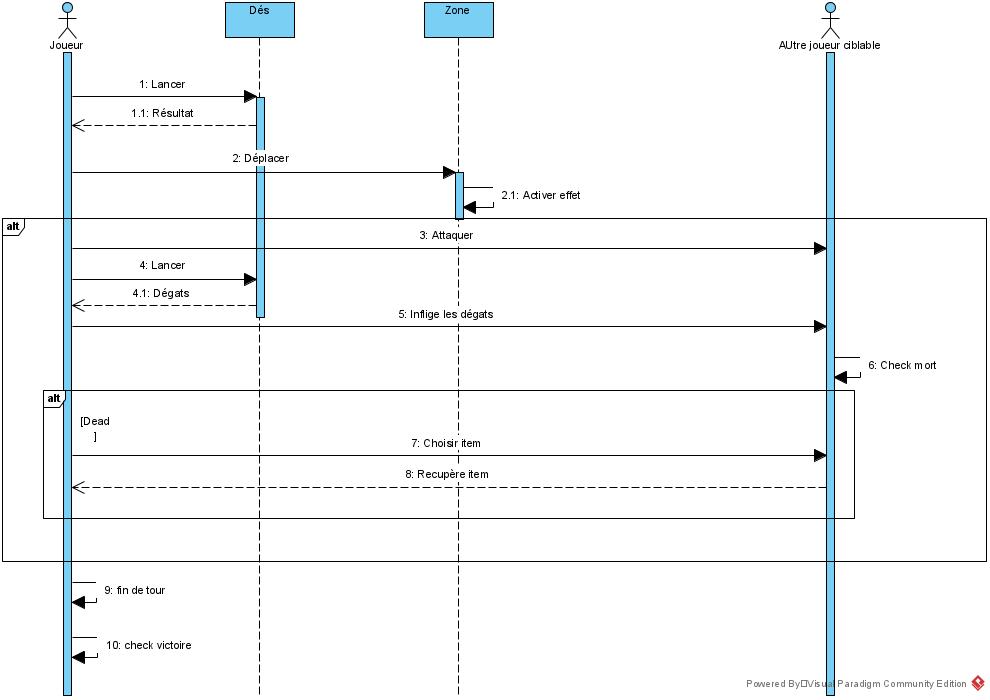 Dés
Zone
Joueur
AUtre joueur ciblable
1: Lancer
1.1: Résultat
2: Déplacer
2.1: Activer effet
alt
3: Attaquer
4: Lancer
4.1: Dégats
5: Inflige les dégats
6: Check mort
alt
[Dead
]
7: Choisir item
8: Recupère item
9: fin de tour
10: check victoire
Powered By Visual Paradigm Community Edition